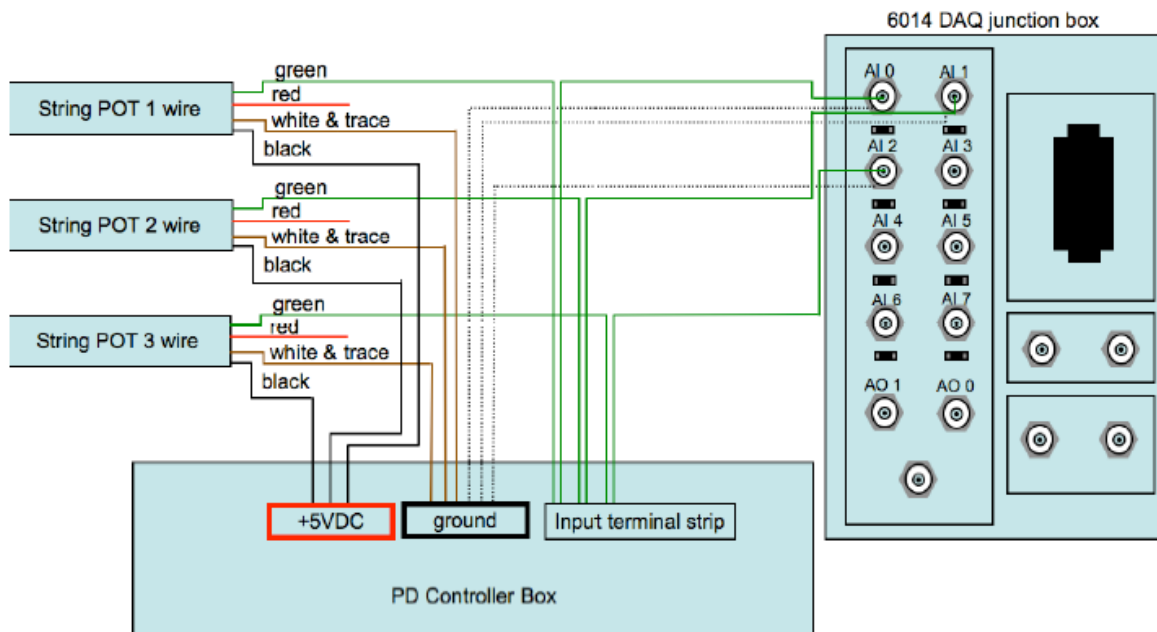 6014 DAQ junction box
String POT 1 wire
green
red
white & trace
black
String POT 2 wire
green
red
white & trace
black
String POT 3 wire
green
red
white & trace
black
AI 0
AI 1
AI 2
AI 3
AI 4
AI 5
AI 6
AI 7
AO 1
AO 0
+5VDC
ground
Input terminal strip
PD Controller Box